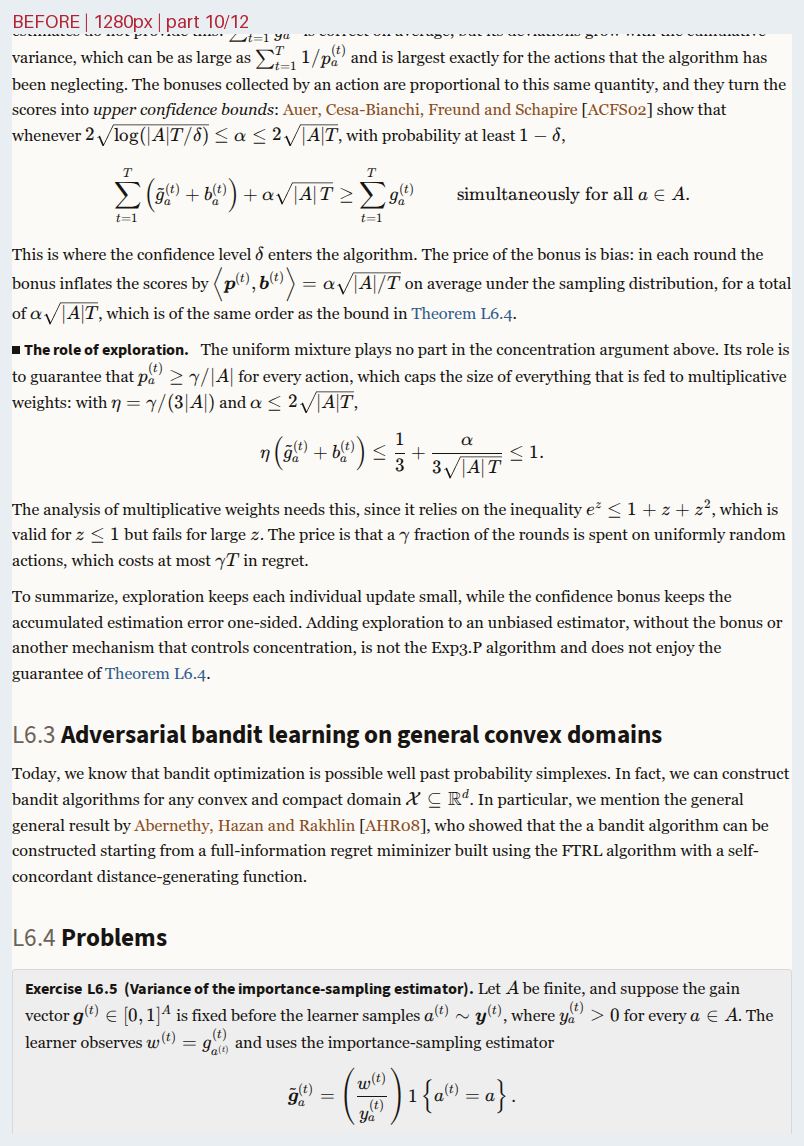 BEFORE | 1280px | part 10/12
variance, which can be as large as ∑_{t=1}^{T} 1/p_a^{(t)} and is largest exactly for the actions that the algorithm has
been neglecting. The bonuses collected by an action are proportional to this same quantity, and they turn the
scores into upper confidence bounds: Auer, Cesa-Bianchi, Freund and Schapire [ACFS02] show that
whenever 2√(log(|A|T/δ)) ≤ α ≤ 2√(|A|T), with probability at least 1 − δ,
∑_{t=1}^{T} (g̃_a^{(t)} + b_a^{(t)}) + α√(|A|T) ≥ ∑_{t=1}^{T} g_a^{(t)} simultaneously for all a ∈ A.
This is where the confidence level δ enters the algorithm. The price of the bonus is bias: in each round the
bonus inflates the scores by ⟨p^{(t)}, b^{(t)}⟩ = α√(|A|/T) on average under the sampling distribution, for a total
of α√(|A|T), which is of the same order as the bound in Theorem L6.4.
■ The role of exploration. The uniform mixture plays no part in the concentration argument above. Its role is
to guarantee that p_a^{(t)} ≥ γ/|A| for every action, which caps the size of everything that is fed to multiplicative
weights: with η = γ/(3|A|) and α ≤ 2√(|A|T),
η(g̃_a^{(t)} + b_a^{(t)}) ≤ 1/3 + α/(3√(|A|T)) ≤ 1.
The analysis of multiplicative weights needs this, since it relies on the inequality e^z ≤ 1 + z + z², which is
valid for z ≤ 1 but fails for large z. The price is that a γ fraction of the rounds is spent on uniformly random
actions, which costs at most γT in regret.
To summarize, exploration keeps each individual update small, while the confidence bonus keeps the
accumulated estimation error one-sided. Adding exploration to an unbiased estimator, without the bonus or
another mechanism that controls concentration, is not the Exp3.P algorithm and does not enjoy the
guarantee of Theorem L6.4.
L6.3 Adversarial bandit learning on general convex domains
Today, we know that bandit optimization is possible well past probability simplexes. In fact, we can construct
bandit algorithms for any convex and compact domain 𝒳 ⊆ ℝ^d. In particular, we mention the general
general result by Abernethy, Hazan and Rakhlin [AHR08], who showed that the a bandit algorithm can be
constructed starting from a full-information regret miminizer built using the FTRL algorithm with a self-
concordant distance-generating function.
L6.4 Problems
Exercise L6.5 (Variance of the importance-sampling estimator). Let A be finite, and suppose the gain
vector g^{(t)} ∈ [0, 1]^A is fixed before the learner samples a^{(t)} ∼ y^{(t)}, where y_a^{(t)} > 0 for every a ∈ A. The
learner observes w^{(t)} = g_{a^{(t)}}^{(t)} and uses the importance-sampling estimator
g̃_a^{(t)} = (w^{(t)}/y_a^{(t)}) 1{a^{(t)} = a}.